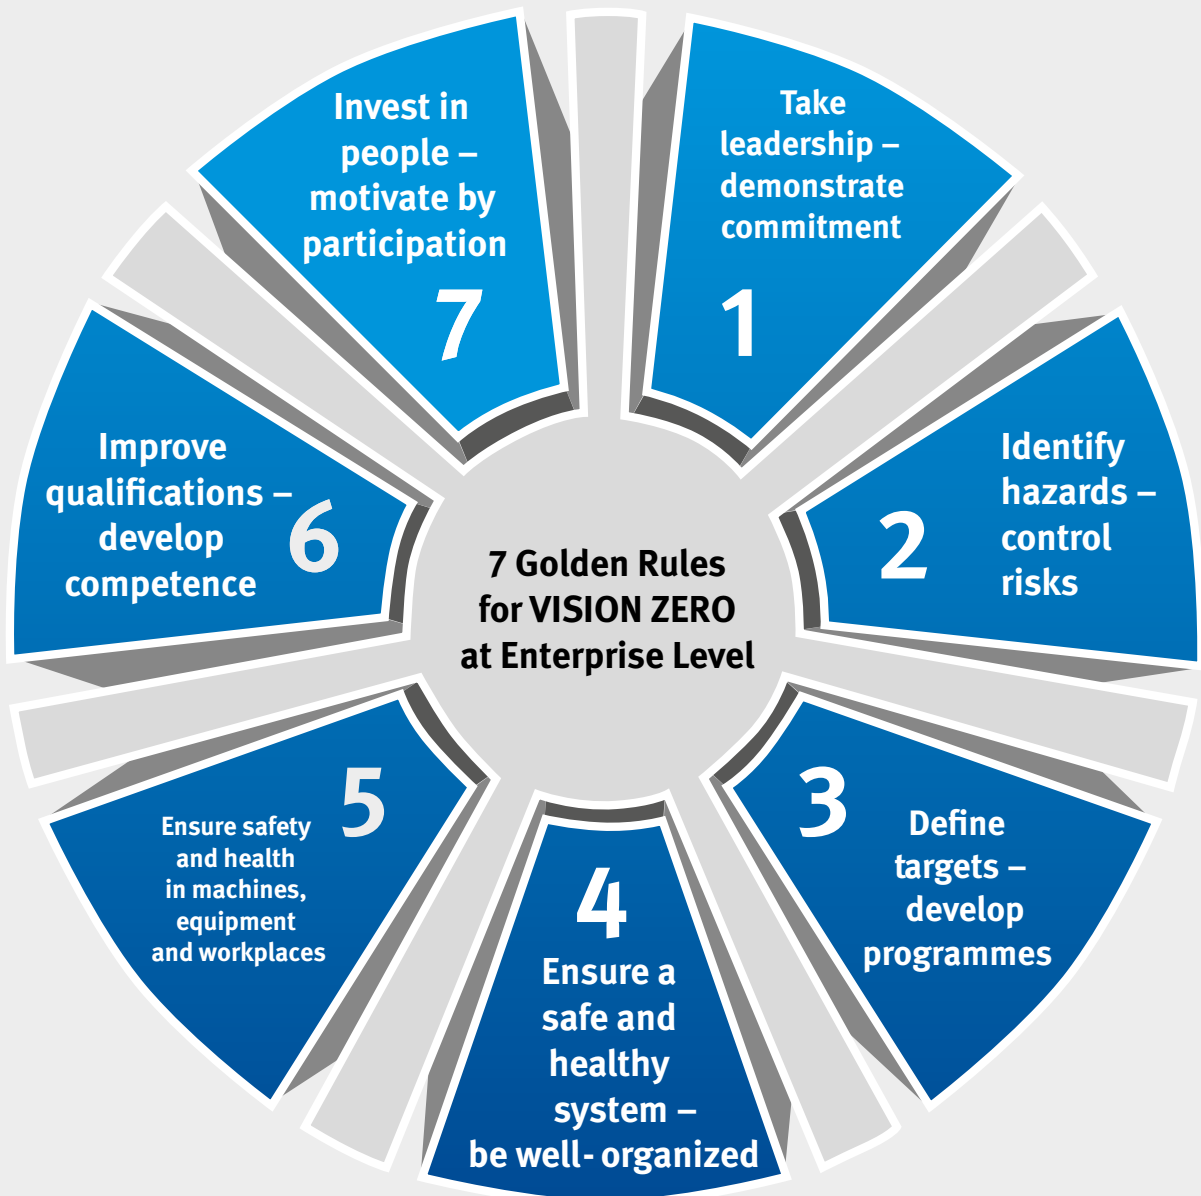 7 Golden Rules
for VISION ZERO
at Enterprise Level
Take
leadership –
demonstrate
commitment
1
2
Identify
hazards –
control
risks
3
Define
targets –
develop
programmes
4
Ensure a
safe and
healthy
system –
be well- organized
5
Ensure safety
and health
in machines,
equipment
and workplaces
Improve
qualifications –
develop
competence
6
Invest in
people –
motivate by
participation
7